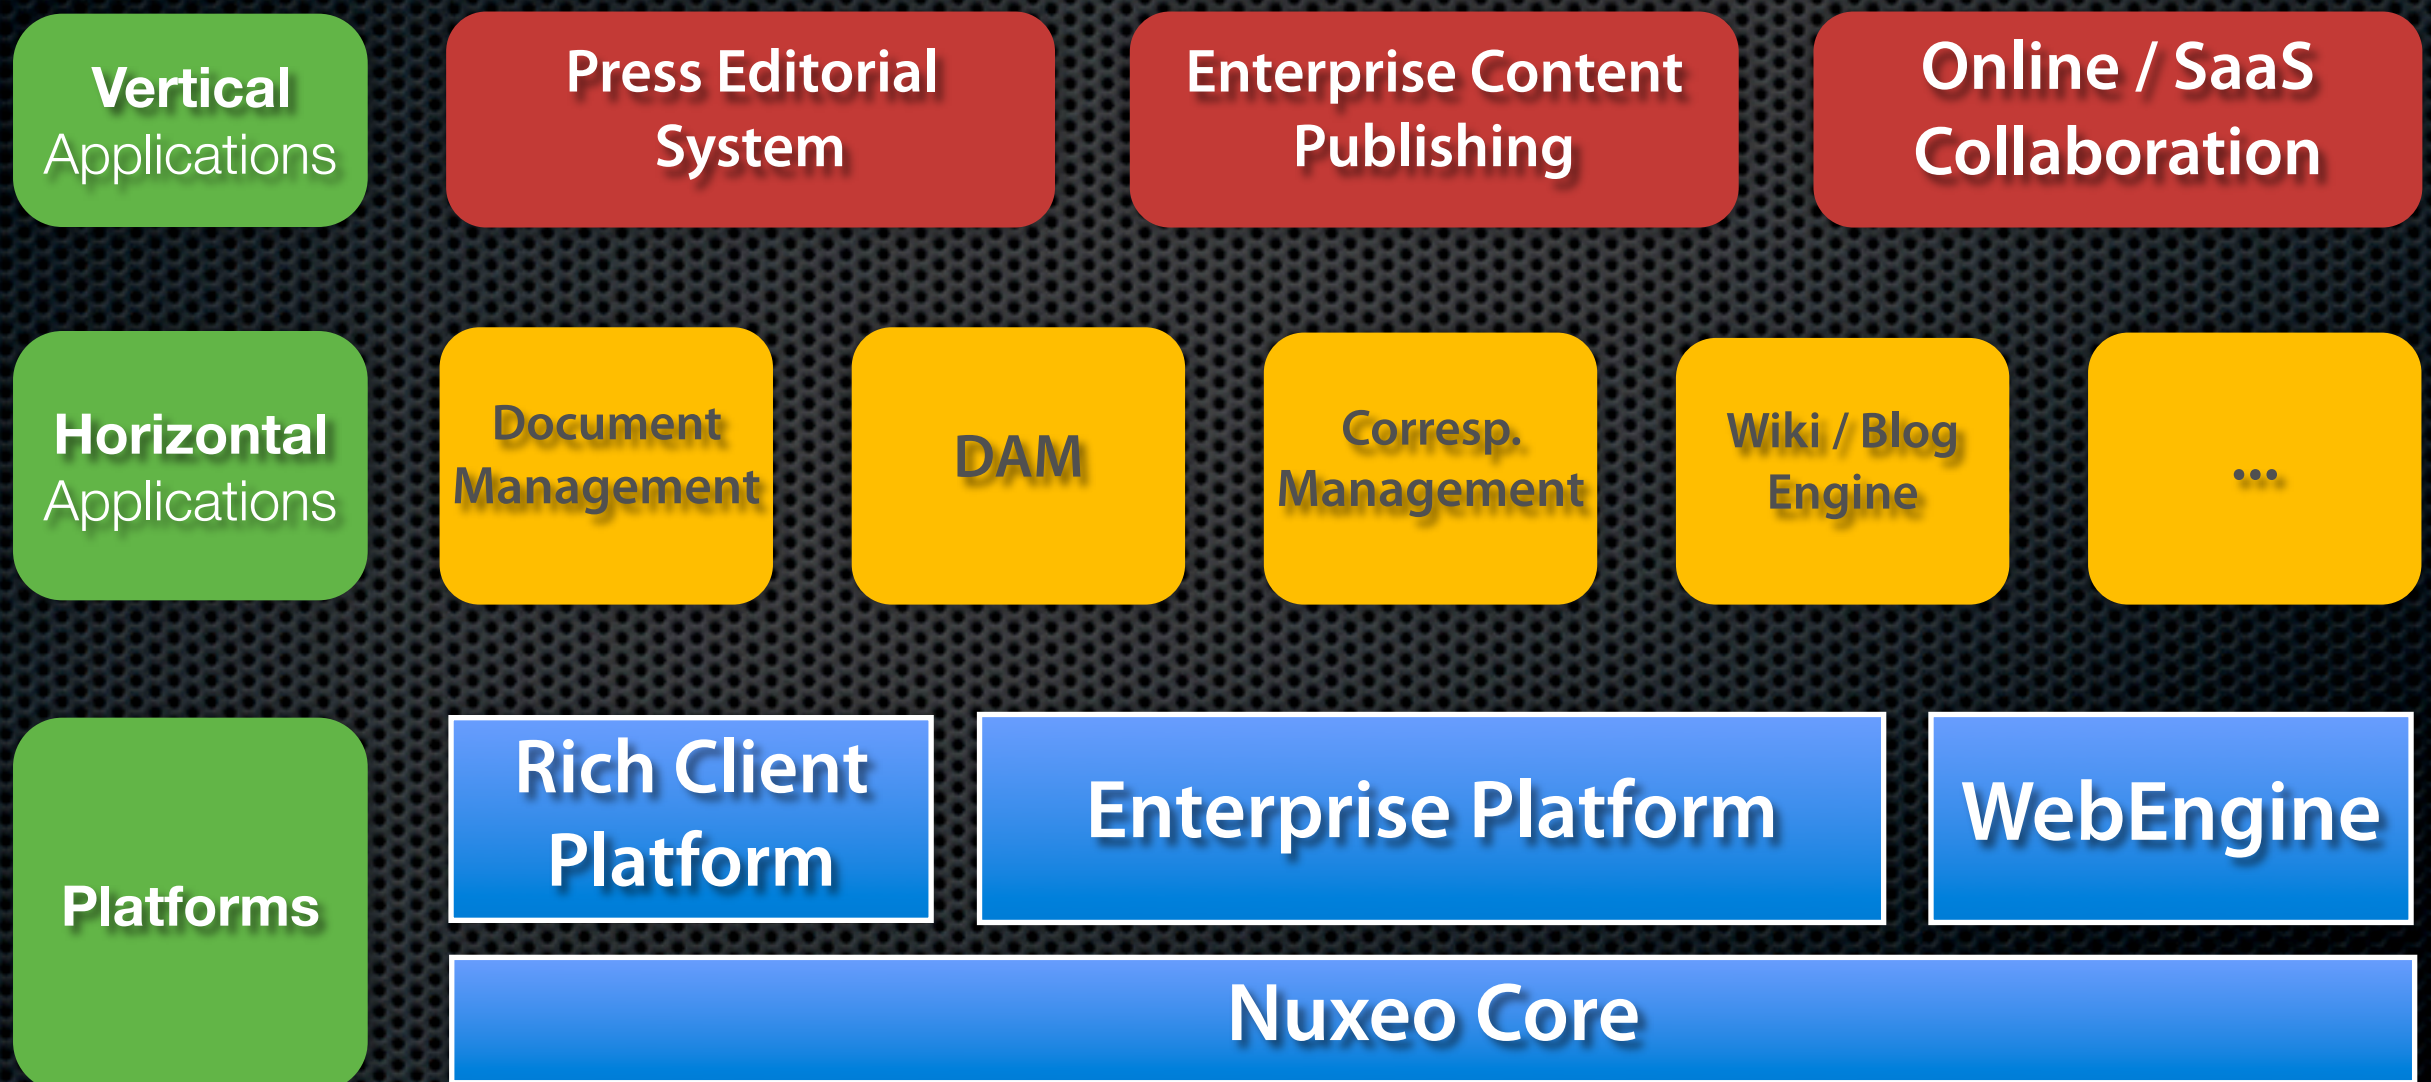 Vertical
Applications
Press Editorial
System
Enterprise Content
Publishing
Online / SaaS
Collaboration
Horizontal
Applications
Document
Management
DAM
Corresp.
Management
Wiki / Blog
Engine
...
Platforms
Rich Client
Platform
Enterprise Platform
WebEngine
Nuxeo Core